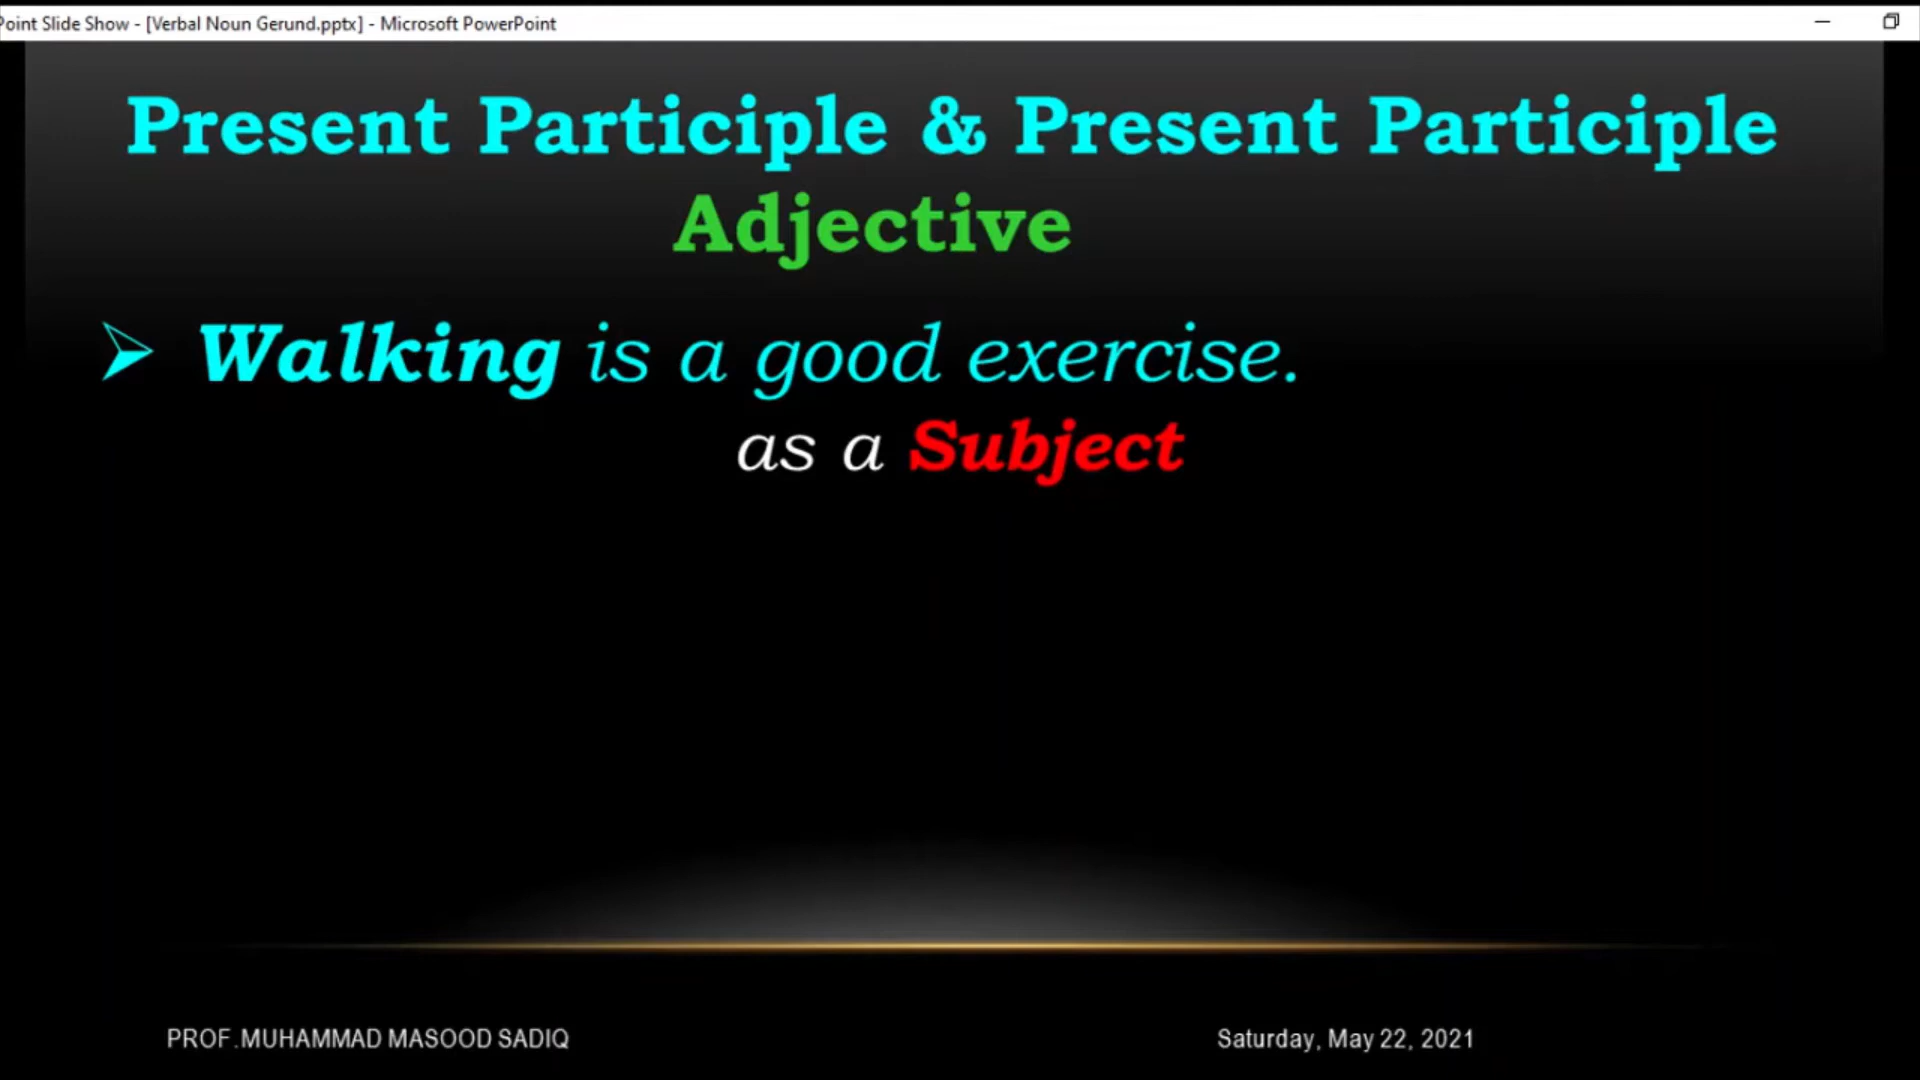 Point Slide Show - [Verbal Noun Gerund.pptx] - Microsoft PowerPoint
Present Participle & Present Participle
Adjective
Walking is a good exercise.
as a Subject
PROF.MUHAMMAD MASOOD SADIQ
Saturday, May 22, 2021